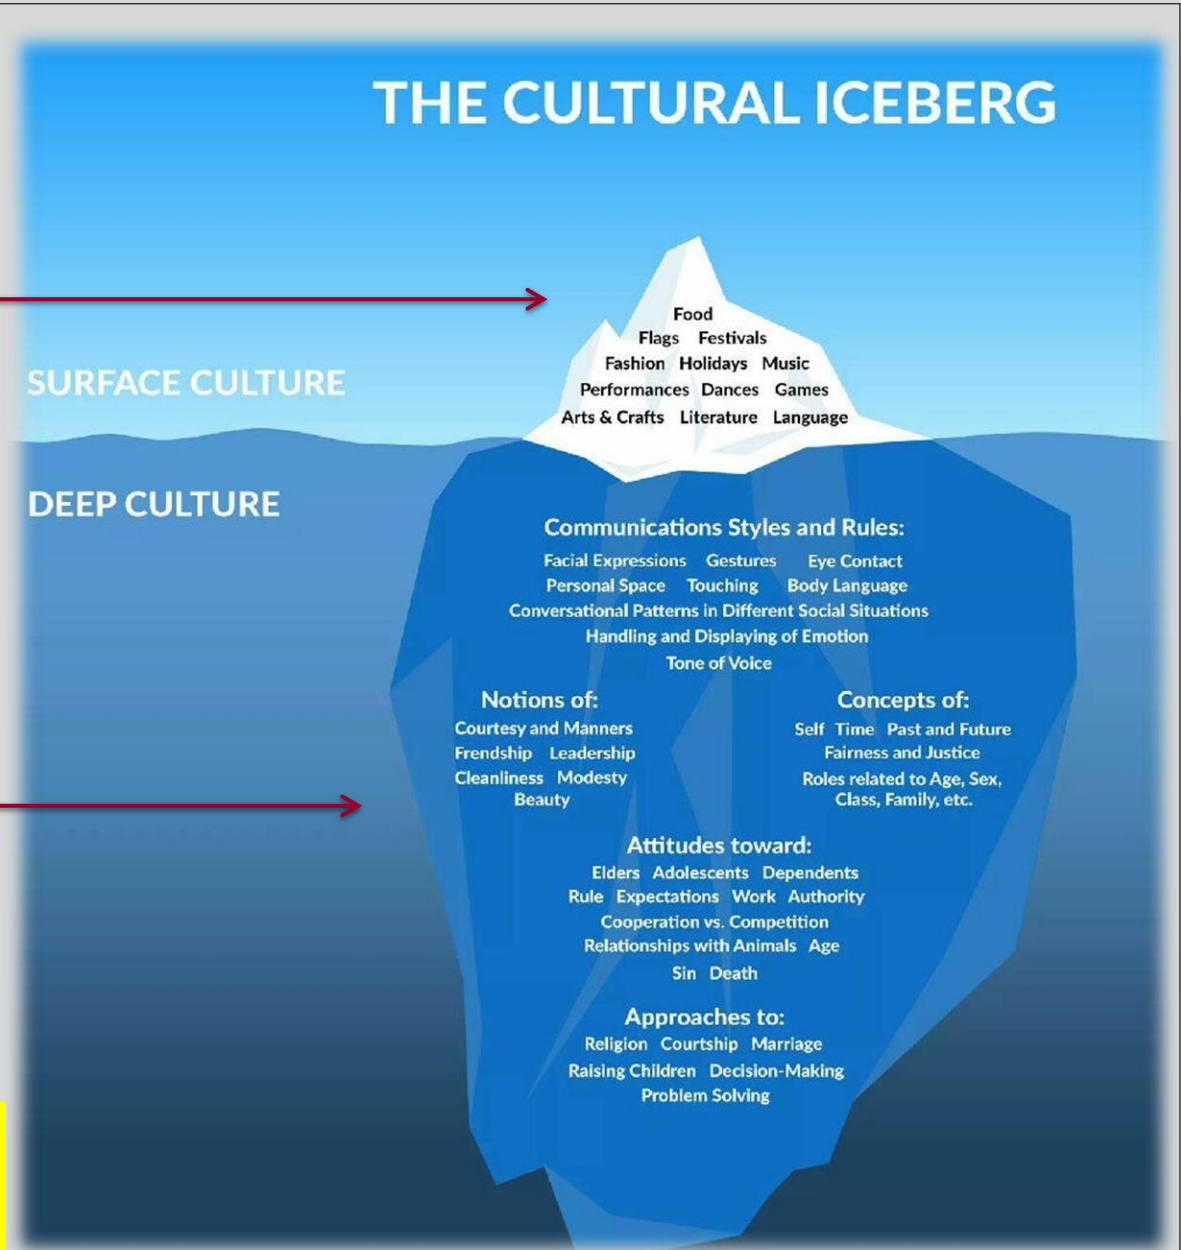 THE CULTURAL ICEBERG
Food
Flags Festivals
Fashion Holidays Music
SURFACE CULTURE
Performances Dances Games
Arts & Crafts Literature Language
DEEP CULTURE
Communications Styles and Rules:
Facial Expressions Gestures Eye Contact
Personal Space Touching Body Language
Conversational Patterns in Different Social Situations
Handling and Displaying of Emotion
Tone of Voice
Notions of:
Courtesy and Manners
Frendship Leadership
Cleanliness Modesty
Beauty
Concepts of:
Self Time Past and Future
Fairness and Justice
Roles related to Age, Sex,
Class, Family, etc.
Attitudes toward:
Elders Adolescents Dependents
Rule Expectations Work Authority
Cooperation vs. Competition
Relationships with Animals Age
Sin Death
Approaches to:
Religion Courtship Marriage
Raising Children Decision-Making
Problem Solving